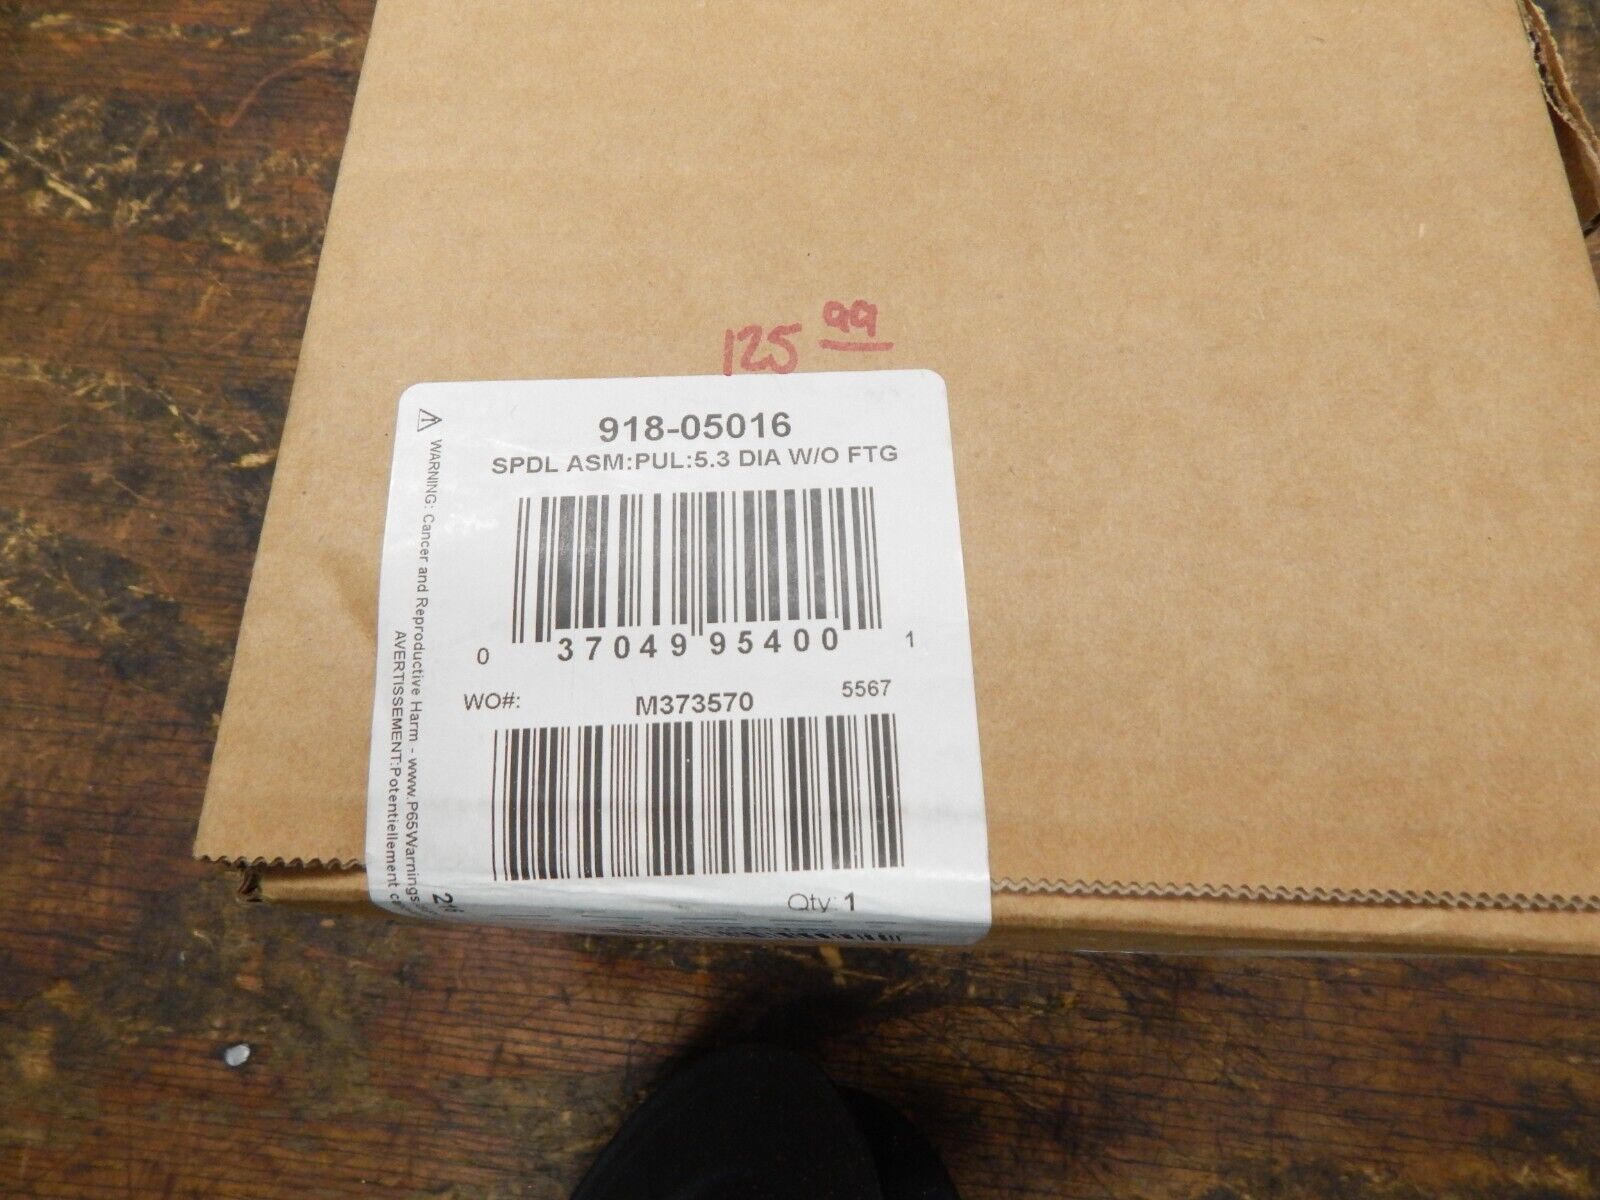 125 99
918-05016
SPDL ASM:PUL:5.3 DIA W/O FTG
0 37049 95400 1
WO#: M373570 5567
Qty: 1
WARNING: Cancer and Reproductive Harm - www.P65Warnings
AVERTISSEMENT:Potentiellement